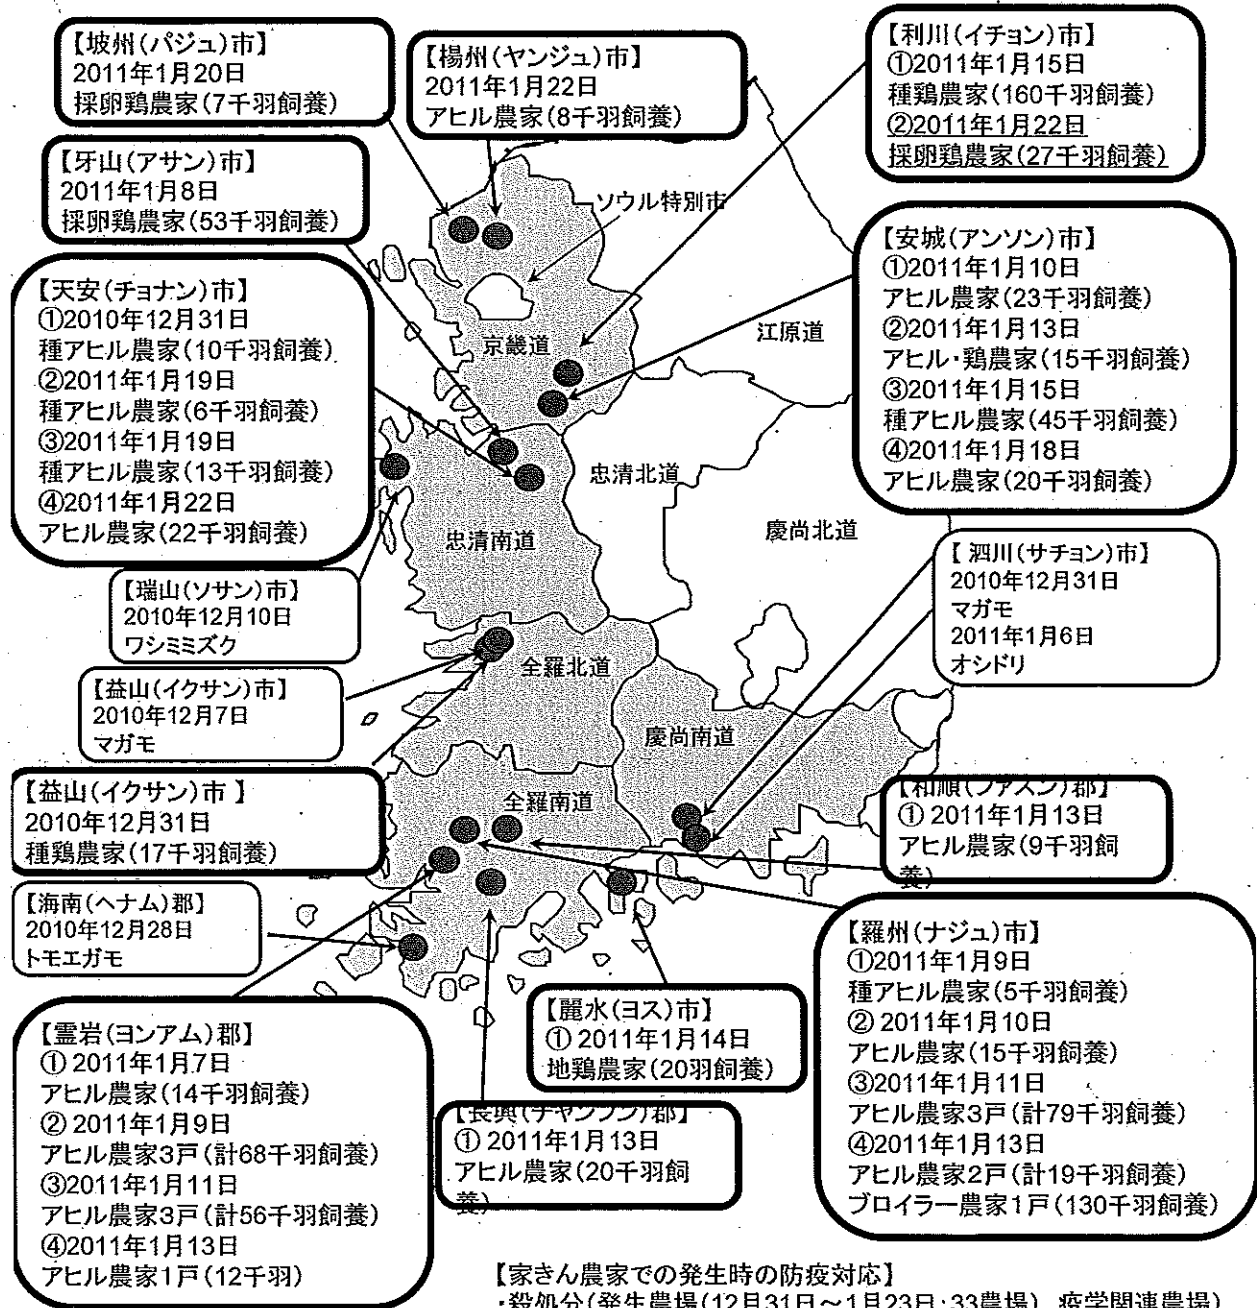 【坡州(パジュ)市】
2011年1月20日
採卵鶏農家(7千羽飼養)
【楊州(ヤンジュ)市】
2011年1月22日
アヒル農家(8千羽飼養)
【利川(イチョン)市】
①2011年1月15日
種鶏農家(160千羽飼養)
②2011年1月22日
採卵鶏農家(27千羽飼養)
【牙山(アサン)市】
2011年1月8日
採卵鶏農家(53千羽飼養)
ソウル特別市
【安城(アンソン)市】
①2011年1月10日
アヒル農家(23千羽飼養)
②2011年1月13日
アヒル・鶏農家(15千羽飼養)
③2011年1月15日
種アヒル農家(45千羽飼養)
④2011年1月18日
アヒル農家(20千羽飼養)
【天安(チョナン)市】
①2010年12月31日
種アヒル農家(10千羽飼養)
②2011年1月19日
種アヒル農家(6千羽飼養)
③2011年1月19日
種アヒル農家(13千羽飼養)
④2011年1月22日
アヒル農家(22千羽飼養)
京畿道
江原道
忠清北道
忠清南道
慶尚北道
【泗川(サチョン)市】
2010年12月31日
マガモ
2011年1月6日
オシドリ
【瑞山(ソサン)市】
2010年12月10日
ワシミミズク
全羅北道
【益山(イクサン)市】
2010年12月7日
マガモ
慶尚南道
【益山(イクサン)市 】
2010年12月31日
種鶏農家(17千羽飼養)
全羅南道
【和順(ファスン)郡】
① 2011年1月13日
アヒル農家(9千羽飼
養)
【海南(ヘナム)郡】
2010年12月28日
トモエガモ
【羅州(ナジュ)市】
①2011年1月9日
種アヒル農家(5千羽飼養)
② 2011年1月10日
アヒル農家(15千羽飼養)
③2011年1月11日
アヒル農家3戸(計79千羽飼養)
④2011年1月13日
アヒル農家2戸(計19千羽飼養)
ブロイラー農家1戸(130千羽飼養)
【麗水(ヨス)市】
① 2011年1月14日
地鶏農家(20羽飼養)
【霊岩(ヨンアム)郡】
① 2011年1月7日
アヒル農家(14千羽飼養)
② 2011年1月9日
アヒル農家3戸(計68千羽飼養)
③2011年1月11日
アヒル農家3戸(計56千羽飼養)
④2011年1月13日
アヒル農家1戸(12千羽)
【長興(チャンフン)郡】
① 2011年1月13日
アヒル農家(20千羽飼
養)
【家きん農家での発生時の防疫対応】
・殺処分(発生農場(12月31日~1月23日:33農場)、疫学関連農場)